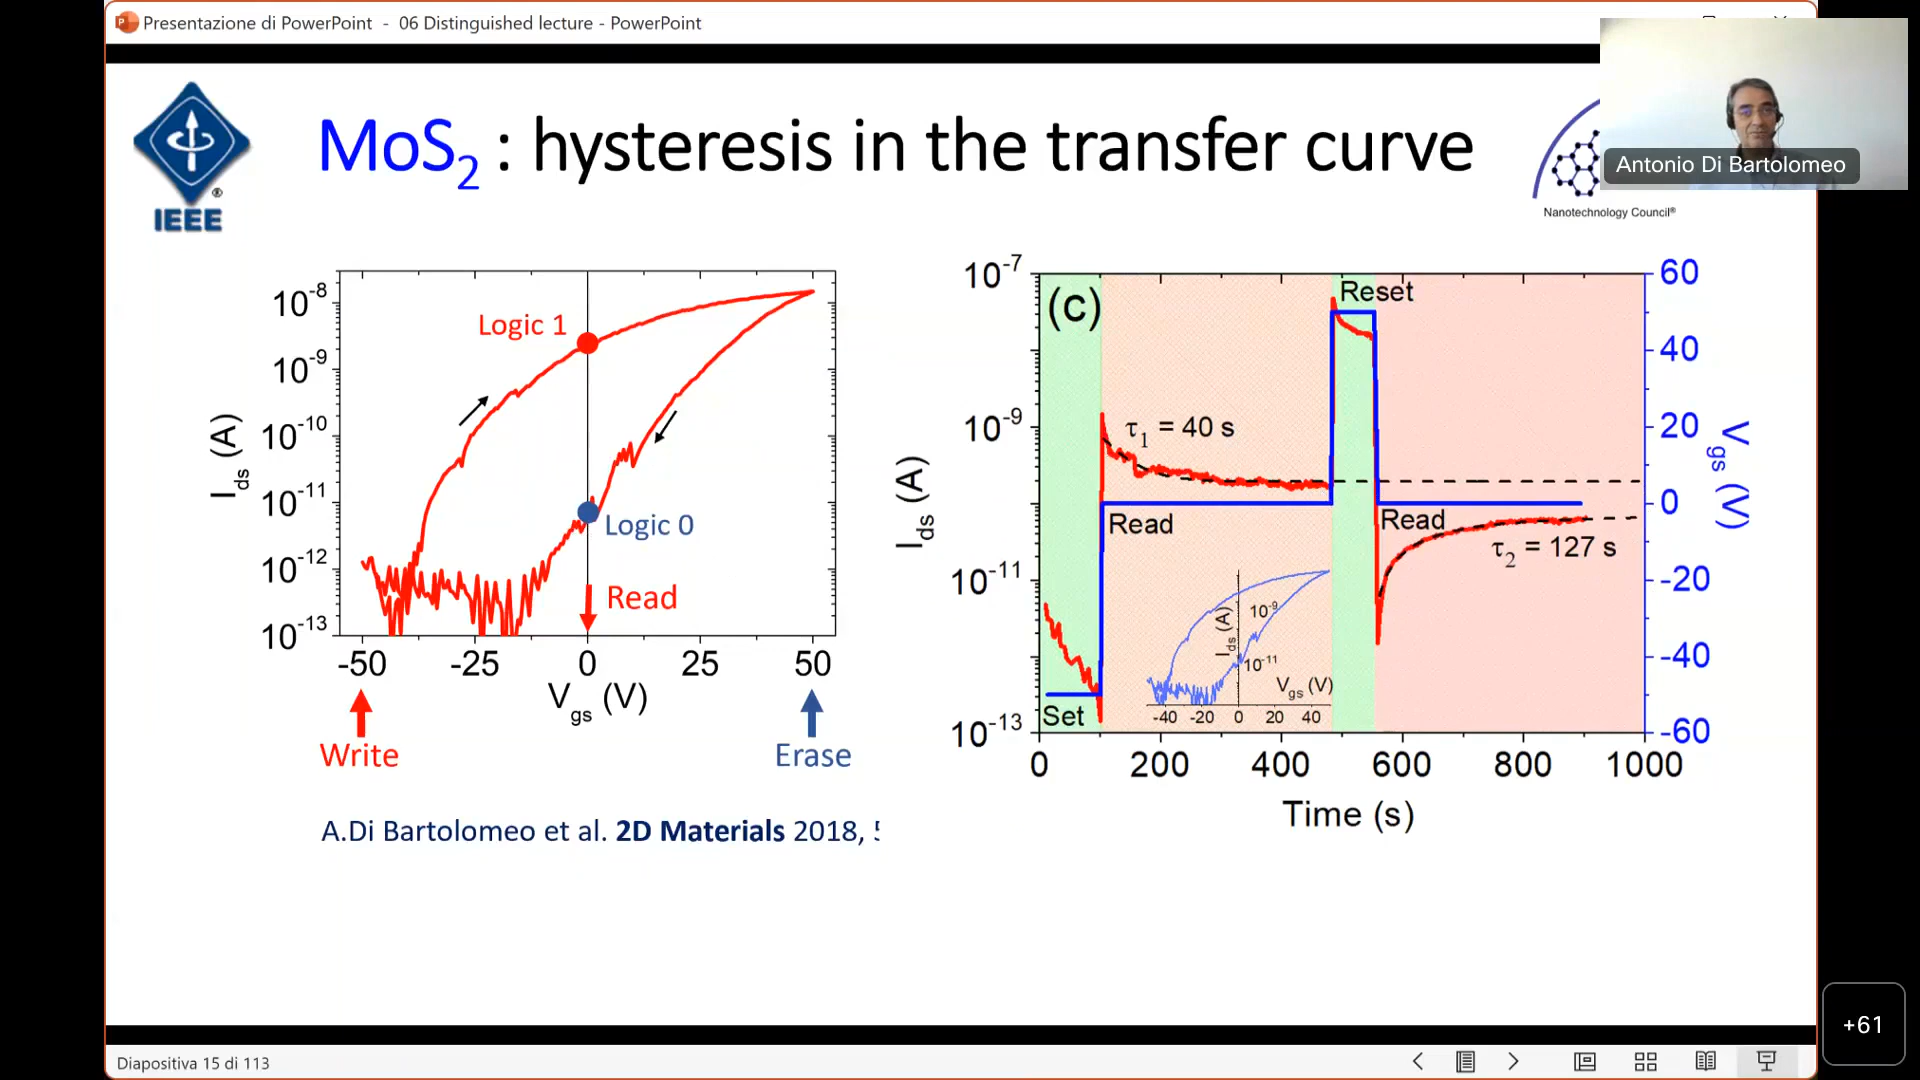 Presentazione di PowerPoint - 06 Distinguished lecture - PowerPoint
MoS2 : hysteresis in the transfer curve
IEEE
®
Nanotechnology Council®
Antonio Di Bartolomeo
10-8
10-9
10-10
10-11
10-12
10-13
Ids (A)
Logic 1
Logic 0
Read
-50 -25 0 25 50
Vgs (V)
Write
Erase
A.Di Bartolomeo et al. 2D Materials 2018,
10-7
10-9
10-11
10-13
Ids (A)
(c)
Reset
τ1 = 40 s
Read
Read
τ2 = 127 s
Set
Ids (A)
10-9
10-11
Vgs (V)
-40 -20 0 20 40
60
40
20
0
-20
-40
-60
Vgs (V)
0 200 400 600 800 1000
Time (s)
Diapositiva 15 di 113
+61